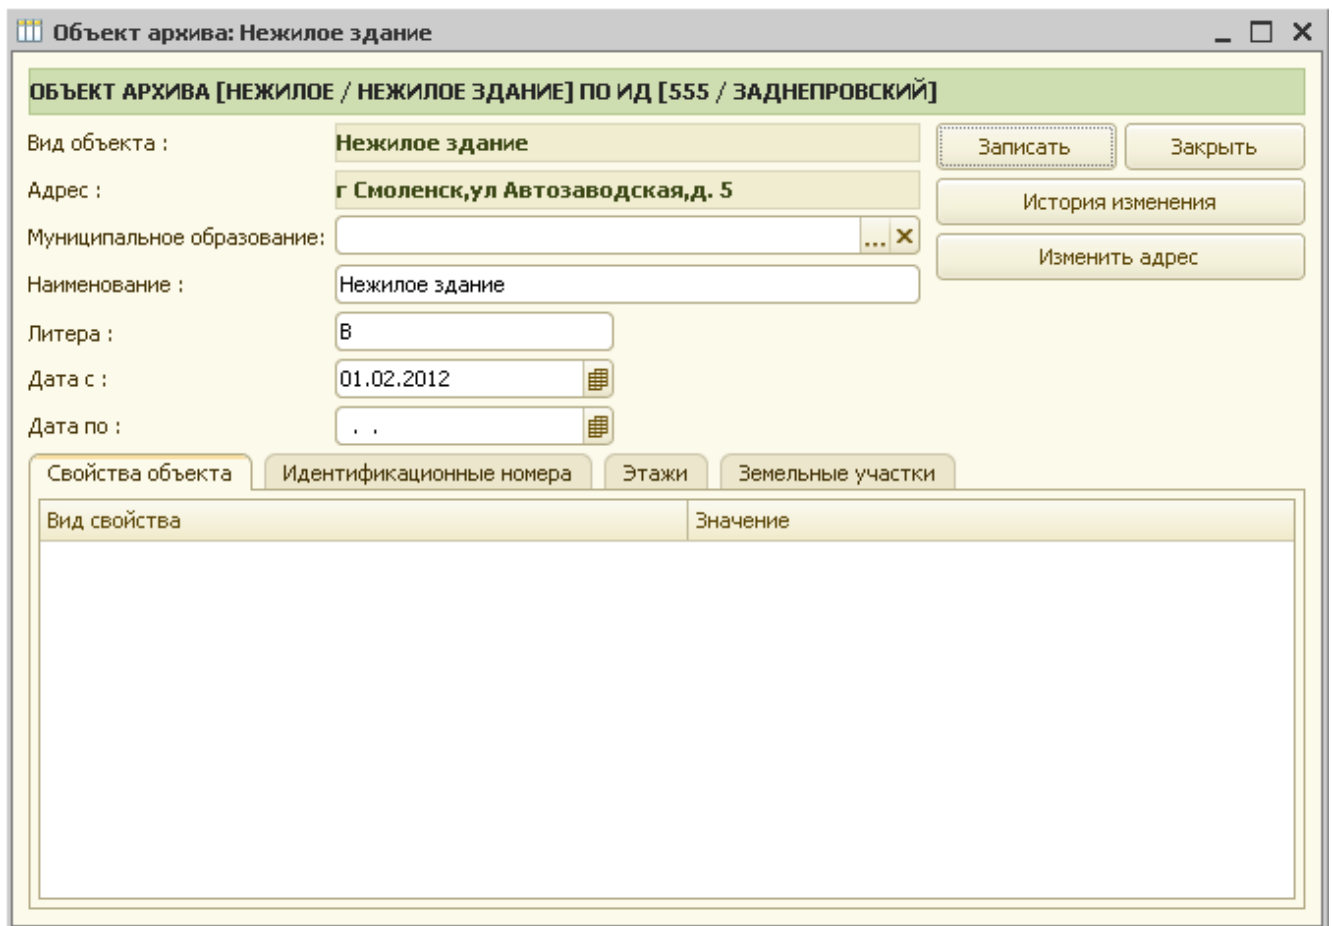 Объект архива: Нежилое здание
ОБЪЕКТ АРХИВА [НЕЖИЛОЕ / НЕЖИЛОЕ ЗДАНИЕ] ПО ИД [555 / ЗАДНЕПРОВСКИЙ]
Вид объекта : Нежилое здание Записать Закрыть
Адрес : г Смоленск,ул Автозаводская,д. 5 История изменения
Муниципальное образование: ...
Изменить адрес
Наименование : Нежилое здание
Литера : В
Дата с : 01.02.2012
Дата по : . .
Свойства объекта Идентификационные номера Этажи Земельные участки
Вид свойства Значение